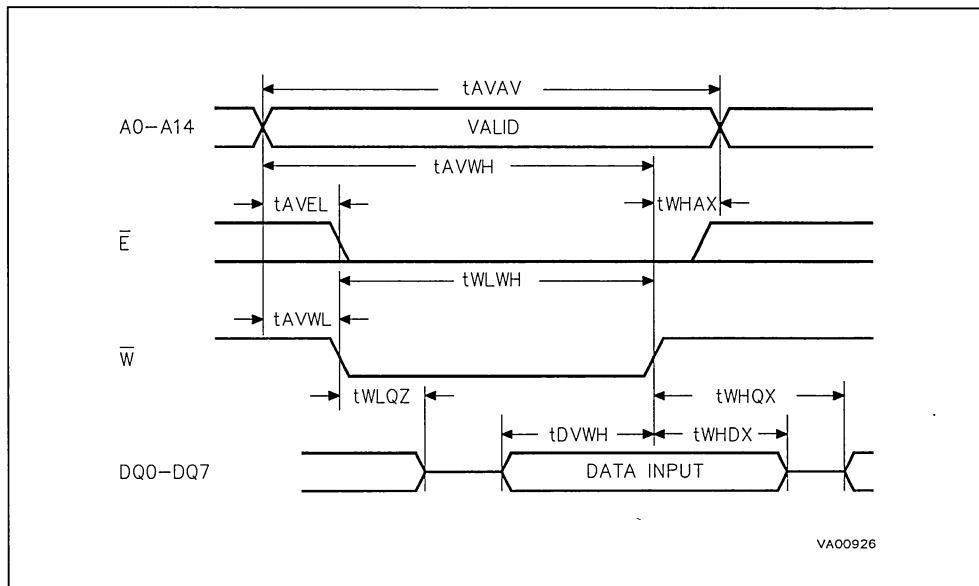 tAVAV
A0-A14 VALID
tAVWH
tAVEL tWHAX
E
tWLWH
tAVWL
W
tWLQZ tWHQX
tDVWH tWHDX
DQ0-DQ7 DATA INPUT
VA00926